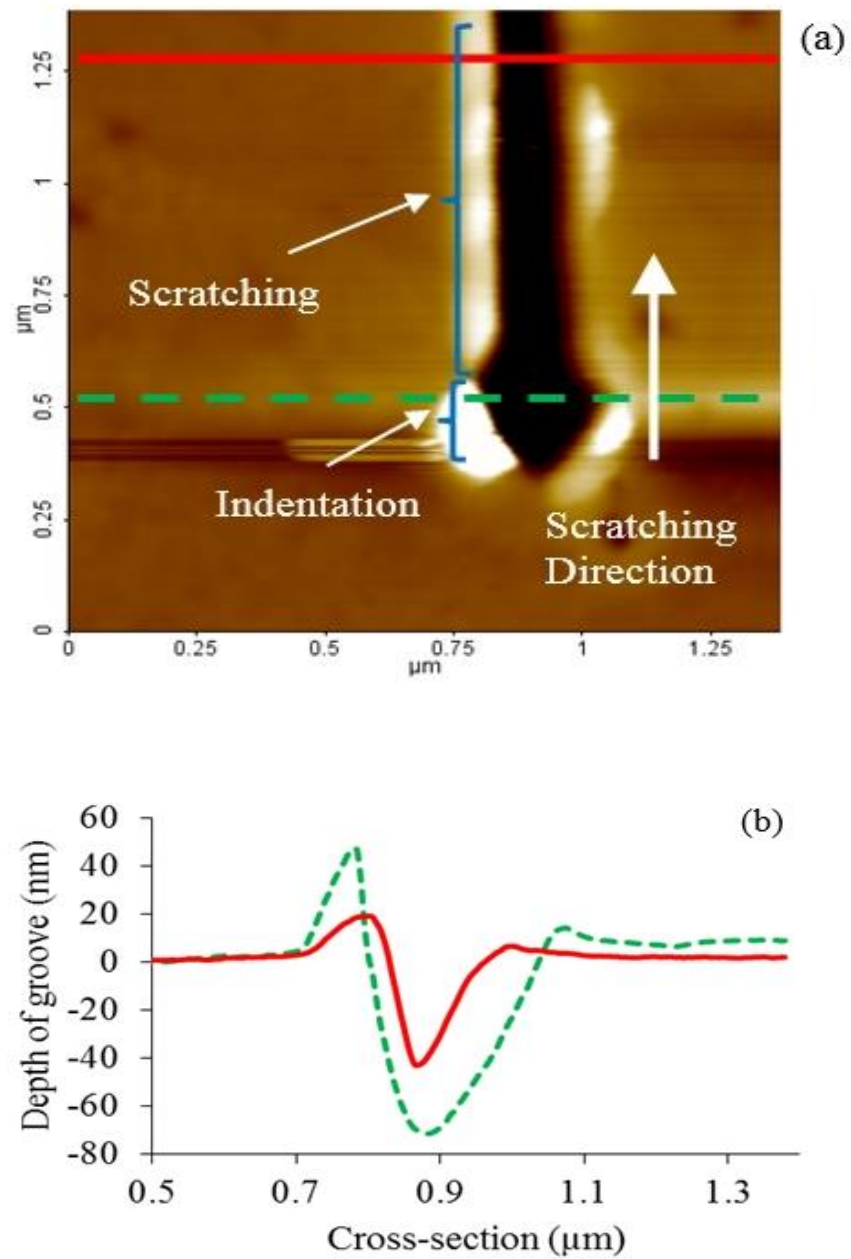 (a)
1.25
1
0.75
0.5
0.25
0
µm
Scratching
Indentation
Scratching
Direction
0 0.25 0.5 0.75 1 1.25
µm
(b)
60
40
20
0
-20
-40
-60
-80
Depth of groove (nm)
0.5 0.7 0.9 1.1 1.3
Cross-section (µm)